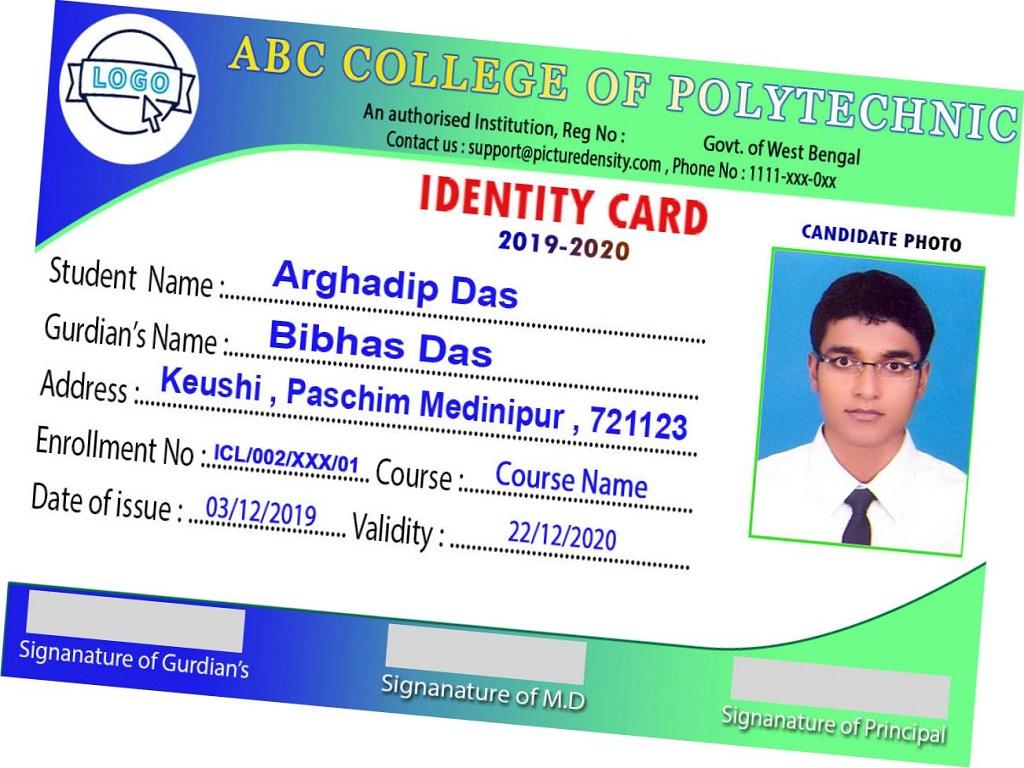 LOGO
ABC COLLEGE OF POLYTECHNIC
An authorised Institution, Reg No : Govt. of West Bengal
Contact us : support@picturedensity.com , Phone No : 1111-xxx-0xx
IDENTITY CARD
2019-2020
CANDIDATE PHOTO
Student Name :Arghadip Das
Gurdian's Name :Bibhas Das
Address :Keushi , Paschim Medinipur , 721123
Enrollment No :ICL/002/XXX/01 Course :Course Name
Date of issue :03/12/2019 Validity :22/12/2020
Signanature of Gurdian's
Signanature of M.D
Signanature of Principal